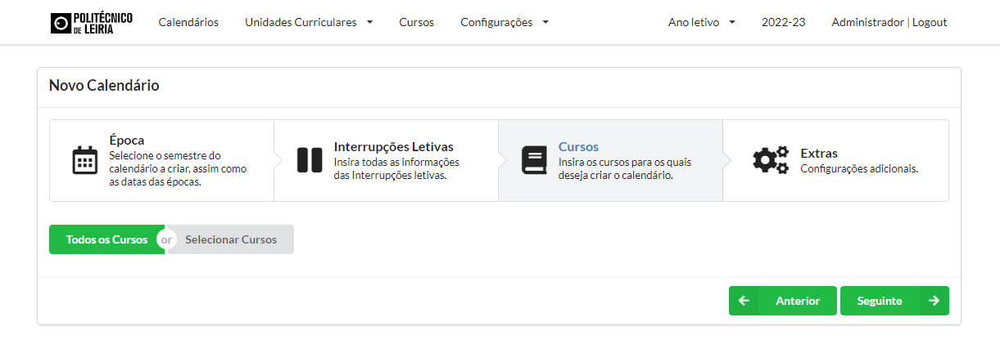 POLITÉCNICO
DE LEIRIA
Calendários
Unidades Curriculares
Cursos
Configurações
Ano letivo
2022-23
Administrador | Logout
Novo Calendário
Época
Selecione o semestre do
calendário a criar, assim como
as datas das épocas.
Interrupções Letivas
Insira todas as informações
das Interrupções letivas.
Cursos
Insira os cursos para os quais
deseja criar o calendário.
Extras
Configurações adicionais.
Todos os Cursos
or
Selecionar Cursos
Anterior
Seguinte